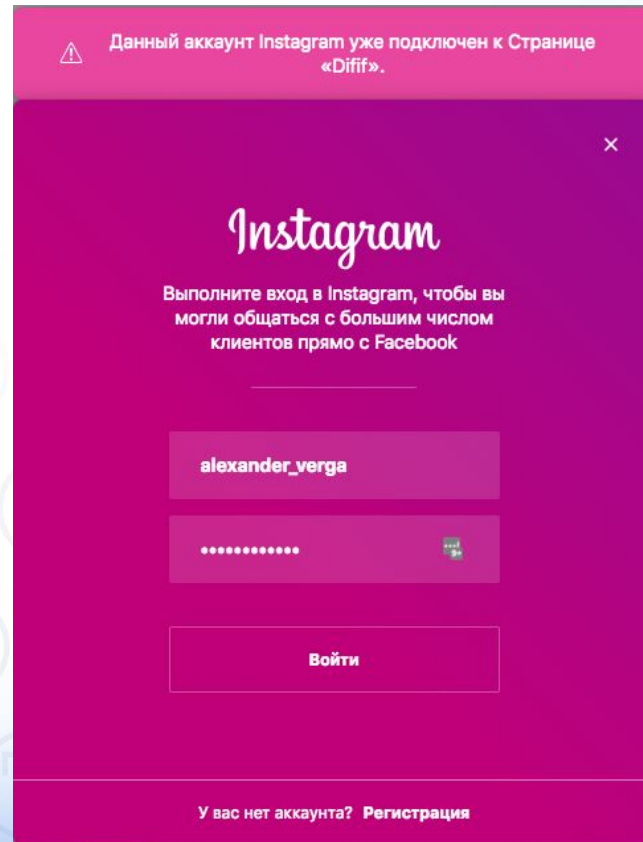 Данный аккаунт Instagram уже подключен к Странице
«Difif».
Instagram
Выполните вход в Instagram, чтобы вы
могли общаться с большим числом
клиентов прямо с Facebook
alexander_verga
••••••••••••
Войти
У вас нет аккаунта? Регистрация